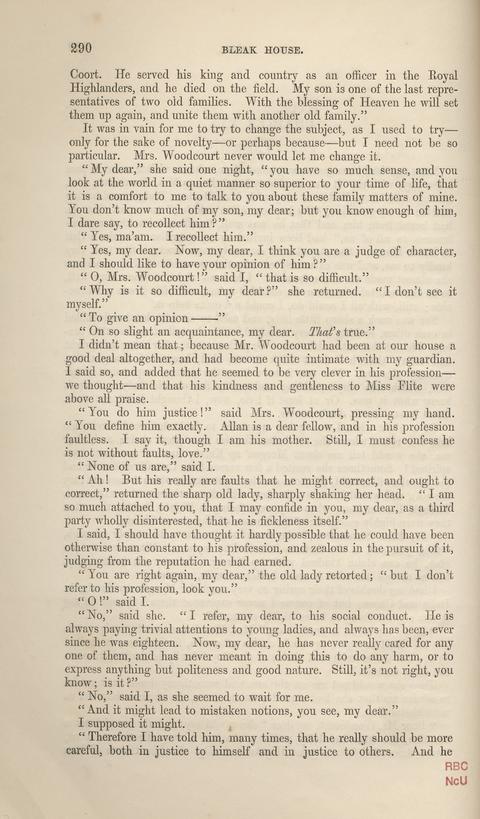 290 BLEAK HOUSE.
Coort. He served his king and country as an officer in the Royal
Highlanders, and he died on the field. My son is one of the last repre-
sentatives of two old families. With the blessing of Heaven he will set
them up again, and unite them with another old family.”
It was in vain for me to try to change the subject, as I used to try—
only for the sake of novelty—or perhaps because—but I need not be so
particular. Mrs. Woodcourt never would let me change it.
“My dear,” she said one night, “you have so much sense, and you
look at the world in a quiet manner so superior to your time of life, that
it is a comfort to me to talk to you about these family matters of mine.
You don't know much of my son, my dear; but you know enough of him,
I dare say, to recollect him?”
“Yes, ma'am. I recollect him.”
“Yes, my dear. Now, my dear, I think you are a judge of character,
and I should like to have your opinion of him?”
“O, Mrs. Woodcourt!” said I, “that is so difficult.”
“Why is it so difficult, my dear?” she returned. “I don't see it
myself.”
“To give an opinion ——”
“On so slight an acquaintance, my dear. That's true.”
I didn't mean that; because Mr. Woodcourt had been at our house a
good deal altogether, and had become quite intimate with my guardian.
I said so, and added that he seemed to be very clever in his profession—
we thought—and that his kindness and gentleness to Miss Flite were
above all praise.
“You do him justice!” said Mrs. Woodcourt, pressing my hand.
“You define him exactly. Allan is a dear fellow, and in his profession
faultless. I say it, though I am his mother. Still, I must confess he
is not without faults, love.”
“None of us are,” said I.
“Ah! But his really are faults that he might correct, and ought to
correct,” returned the sharp old lady, sharply shaking her head. “I am
so much attached to you, that I may confide in you, my dear, as a third
party wholly disinterested, that he is fickleness itself.”
I said, I should have thought it hardly possible that he could have been
otherwise than constant to his profession, and zealous in the pursuit of it,
judging from the reputation he had earned.
“You are right again, my dear,” the old lady retorted; “but I don't
refer to his profession, look you.”
“O!” said I.
“No,” said she. “I refer, my dear, to his social conduct. He is
always paying trivial attentions to young ladies, and always has been, ever
since he was eighteen. Now, my dear, he has never really cared for any
one of them, and has never meant in doing this to do any harm, or to
express anything but politeness and good nature. Still, it's not right, you
know; is it?”
“No,” said I, as she seemed to wait for me.
“And it might lead to mistaken notions, you see, my dear.”
I supposed it might.
“Therefore I have told him, many times, that he really should be more
careful, both in justice to himself and in justice to others. And he
RBC
NcU